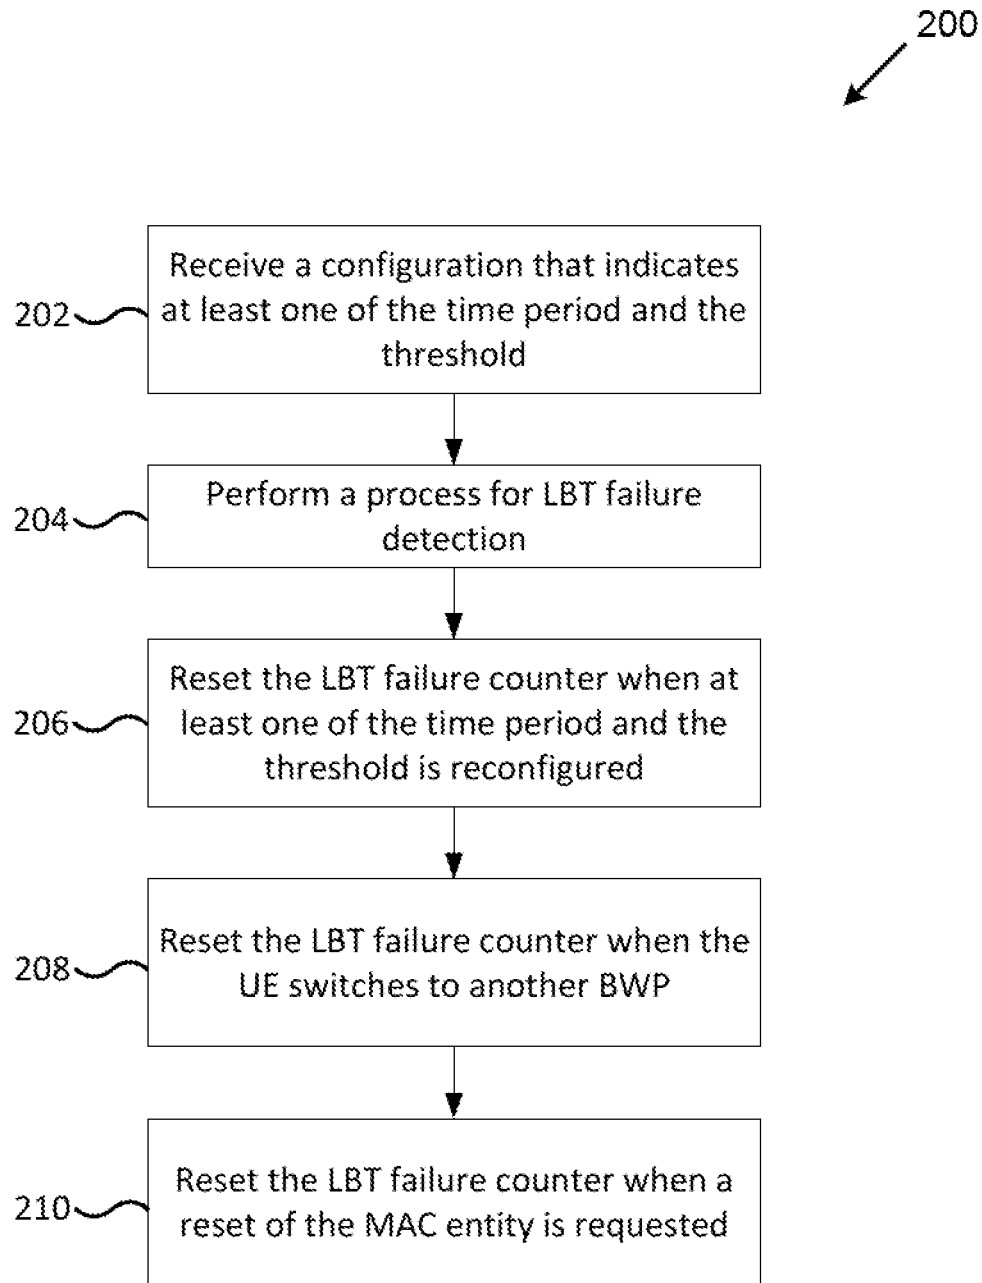 200
202
Receive a configuration that indicates
at least one of the time period and the
threshold
204
Perform a process for LBT failure
detection
206
Reset the LBT failure counter when at
least one of the time period and the
threshold is reconfigured
208
Reset the LBT failure counter when the
UE switches to another BWP
210
Reset the LBT failure counter when a
reset of the MAC entity is requested